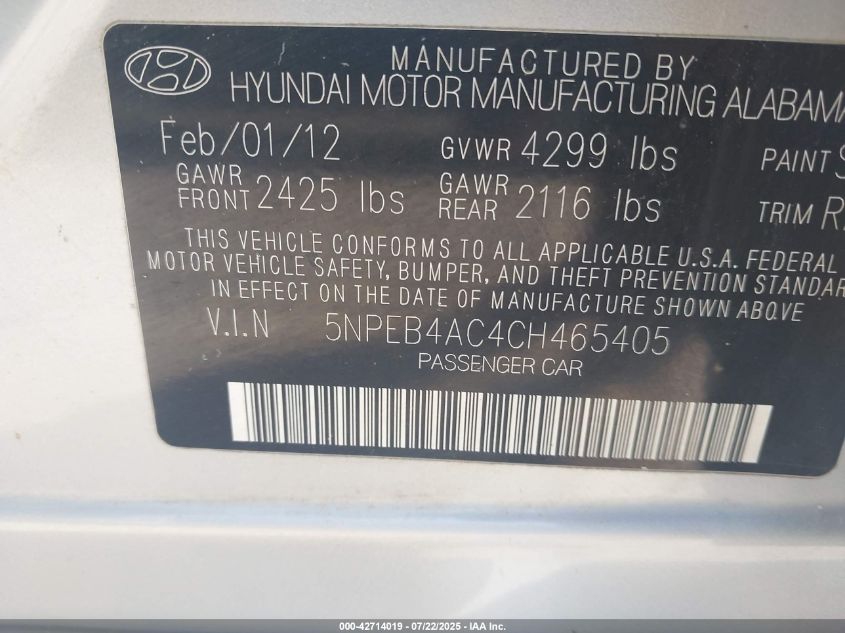 MANUFACTURED BY
HYUNDAI MOTOR MANUFACTURING ALABAMA
Feb/01/12 GVWR 4299 lbs PAINT
GAWR FRONT 2425 lbs GAWR REAR 2116 lbs TRIM
THIS VEHICLE CONFORMS TO ALL APPLICABLE U.S.A. FEDERAL
MOTOR VEHICLE SAFETY, BUMPER, AND THEFT PREVENTION STANDAR
IN EFFECT ON THE DATE OF MANUFACTURE SHOWN ABOVE
V.I.N 5NPEB4AC4CH465405
PASSENGER CAR
000-42714019 - 07/22/2025 - IAA Inc.